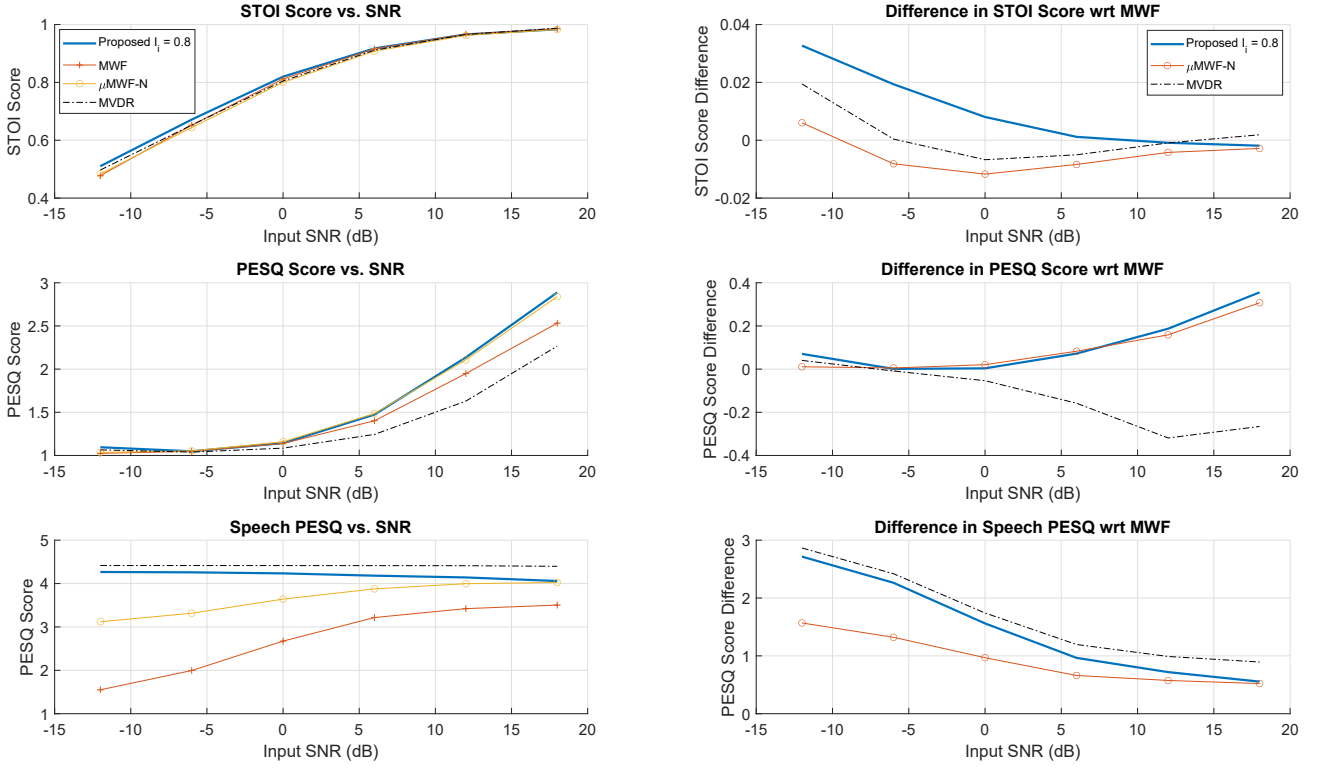 STOI Score vs. SNR
STOI Score
1
0.8
0.6
0.4
Proposed I_i = 0.8
MWF
μMWF-N
MVDR
-15 -10 -5 0 5 10 15 20
Input SNR (dB)
Difference in STOI Score wrt MWF
STOI Score Difference
0.04
0.02
0
-0.02
Proposed I_i = 0.8
μMWF-N
MVDR
-15 -10 -5 0 5 10 15 20
Input SNR (dB)
PESQ Score vs. SNR
PESQ Score
3
2.5
2
1.5
1
-15 -10 -5 0 5 10 15 20
Input SNR (dB)
Difference in PESQ Score wrt MWF
PESQ Score Difference
0.4
0.2
0
-0.2
-0.4
-15 -10 -5 0 5 10 15 20
Input SNR (dB)
Speech PESQ vs. SNR
PESQ Score
5
4
3
2
1
-15 -10 -5 0 5 10 15 20
Input SNR (dB)
Difference in Speech PESQ wrt MWF
PESQ Score Difference
3
2
1
0
-15 -10 -5 0 5 10 15 20
Input SNR (dB)